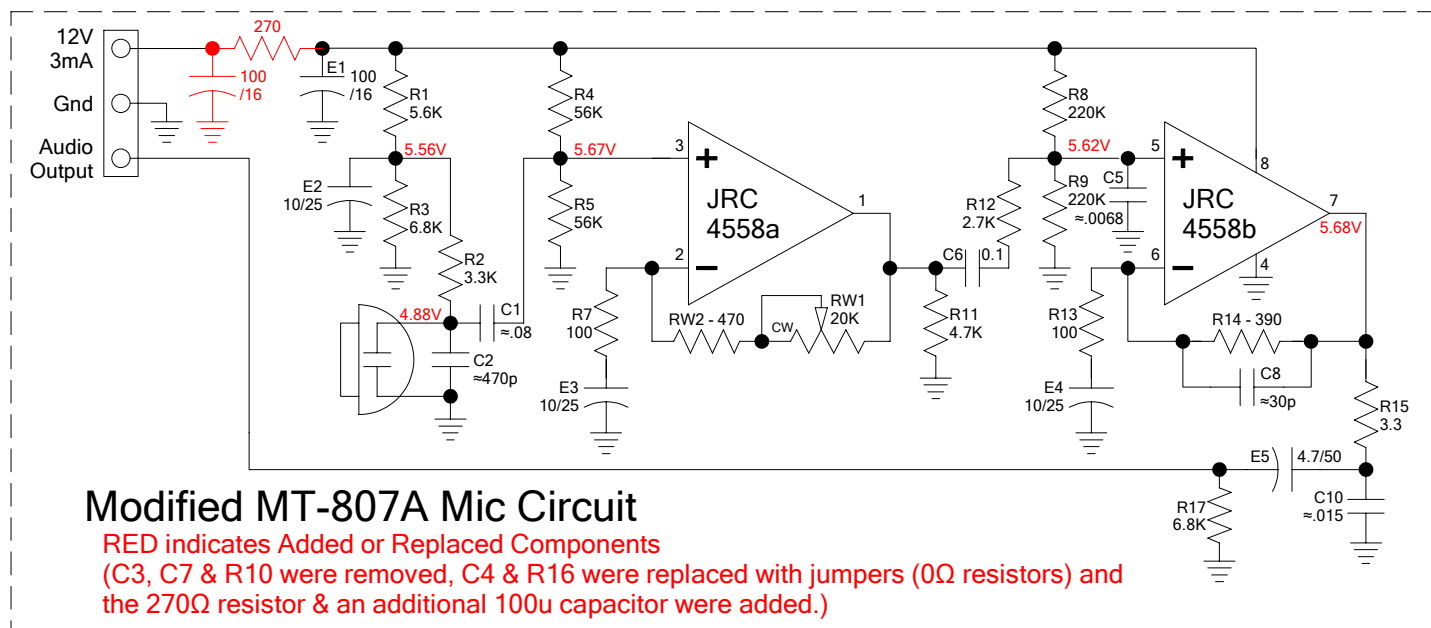 12V
3mA
Gnd
Audio
Output
270
100
/16
E1
100
/16
R1
5.6K
5.56V
E2
10/25
R3
6.8K
R2
3.3K
4.88V
C1
≈.08
C2
≈470p
R4
56K
5.67V
R5
56K
3
+
JRC
4558a
1
2
−
R7
100
RW2 - 470
CW
RW1
20K
E3
10/25
R11
4.7K
C6
0.1
R12
2.7K
R8
220K
5.62V
R9
220K
C5
≈.0068
5
+
JRC
4558b
8
7
5.68V
4
6
−
R13
100
R14 - 390
C8
≈30p
E4
10/25
R15
3.3
E5
4.7/50
R17
6.8K
C10
≈.015
Modified MT-807A Mic Circuit
RED indicates Added or Replaced Components
(C3, C7 & R10 were removed, C4 & R16 were replaced with jumpers (0Ω resistors) and
the 270Ω resistor & an additional 100u capacitor were added.)